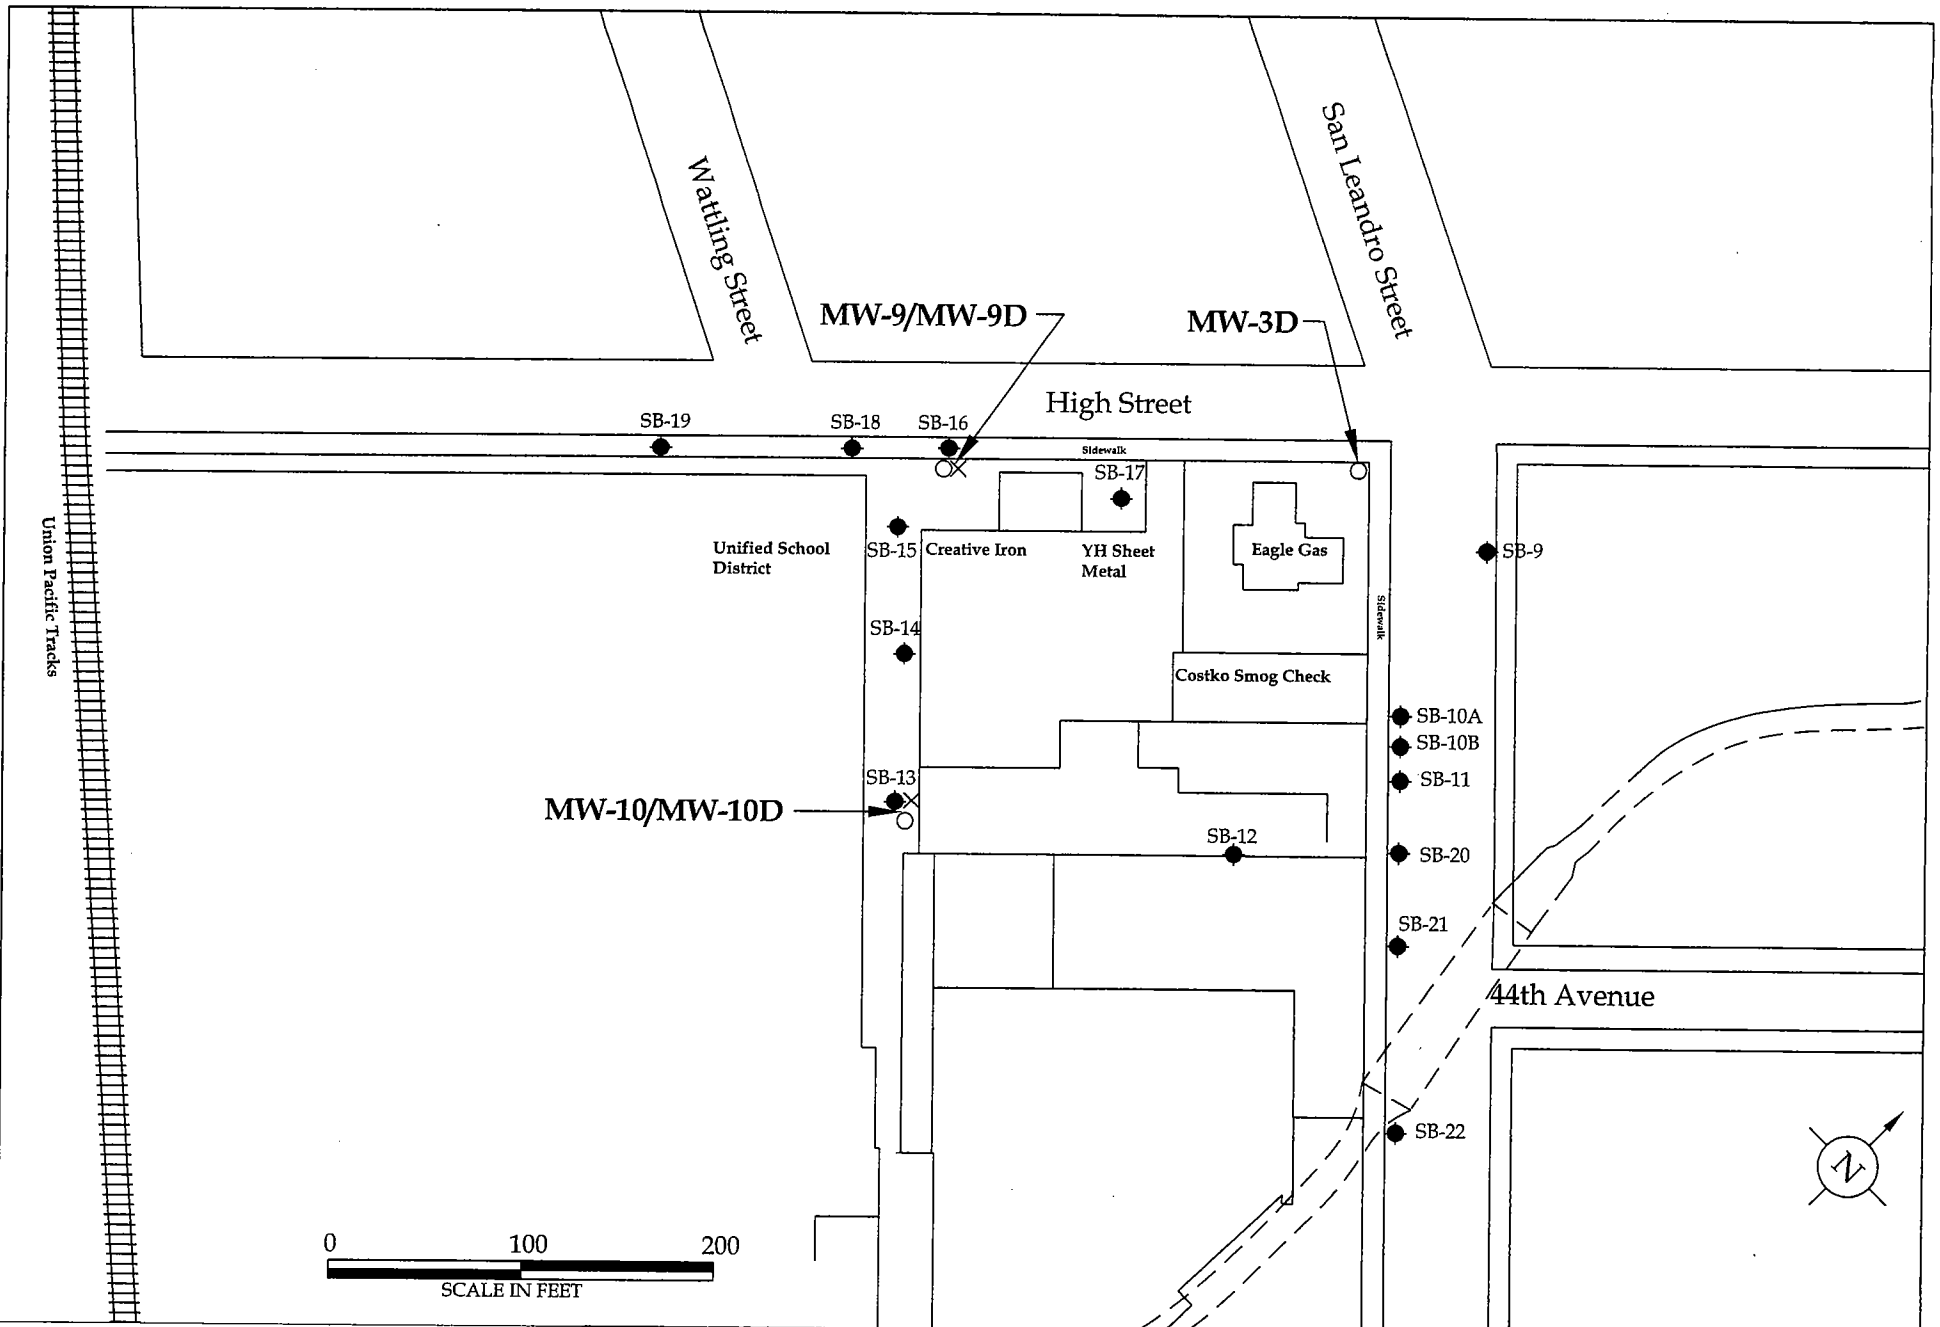 San Leandro Street
Wattling Street
MW-9/MW-9D
MW-3D
High Street
SB-19
SB-18
SB-16
Sidewalk
SB-17
Union Pacific Tracks
Unified School
District
SB-15
Creative Iron
YH Sheet
Metal
Eagle Gas
SB-9
Sidewalk
SB-14
Costko Smog Check
SB-10A
SB-10B
SB-11
SB-13
MW-10/MW-10D
SB-12
SB-20
SB-21
44th Avenue
SB-22
N
0 100 200
SCALE IN FEET